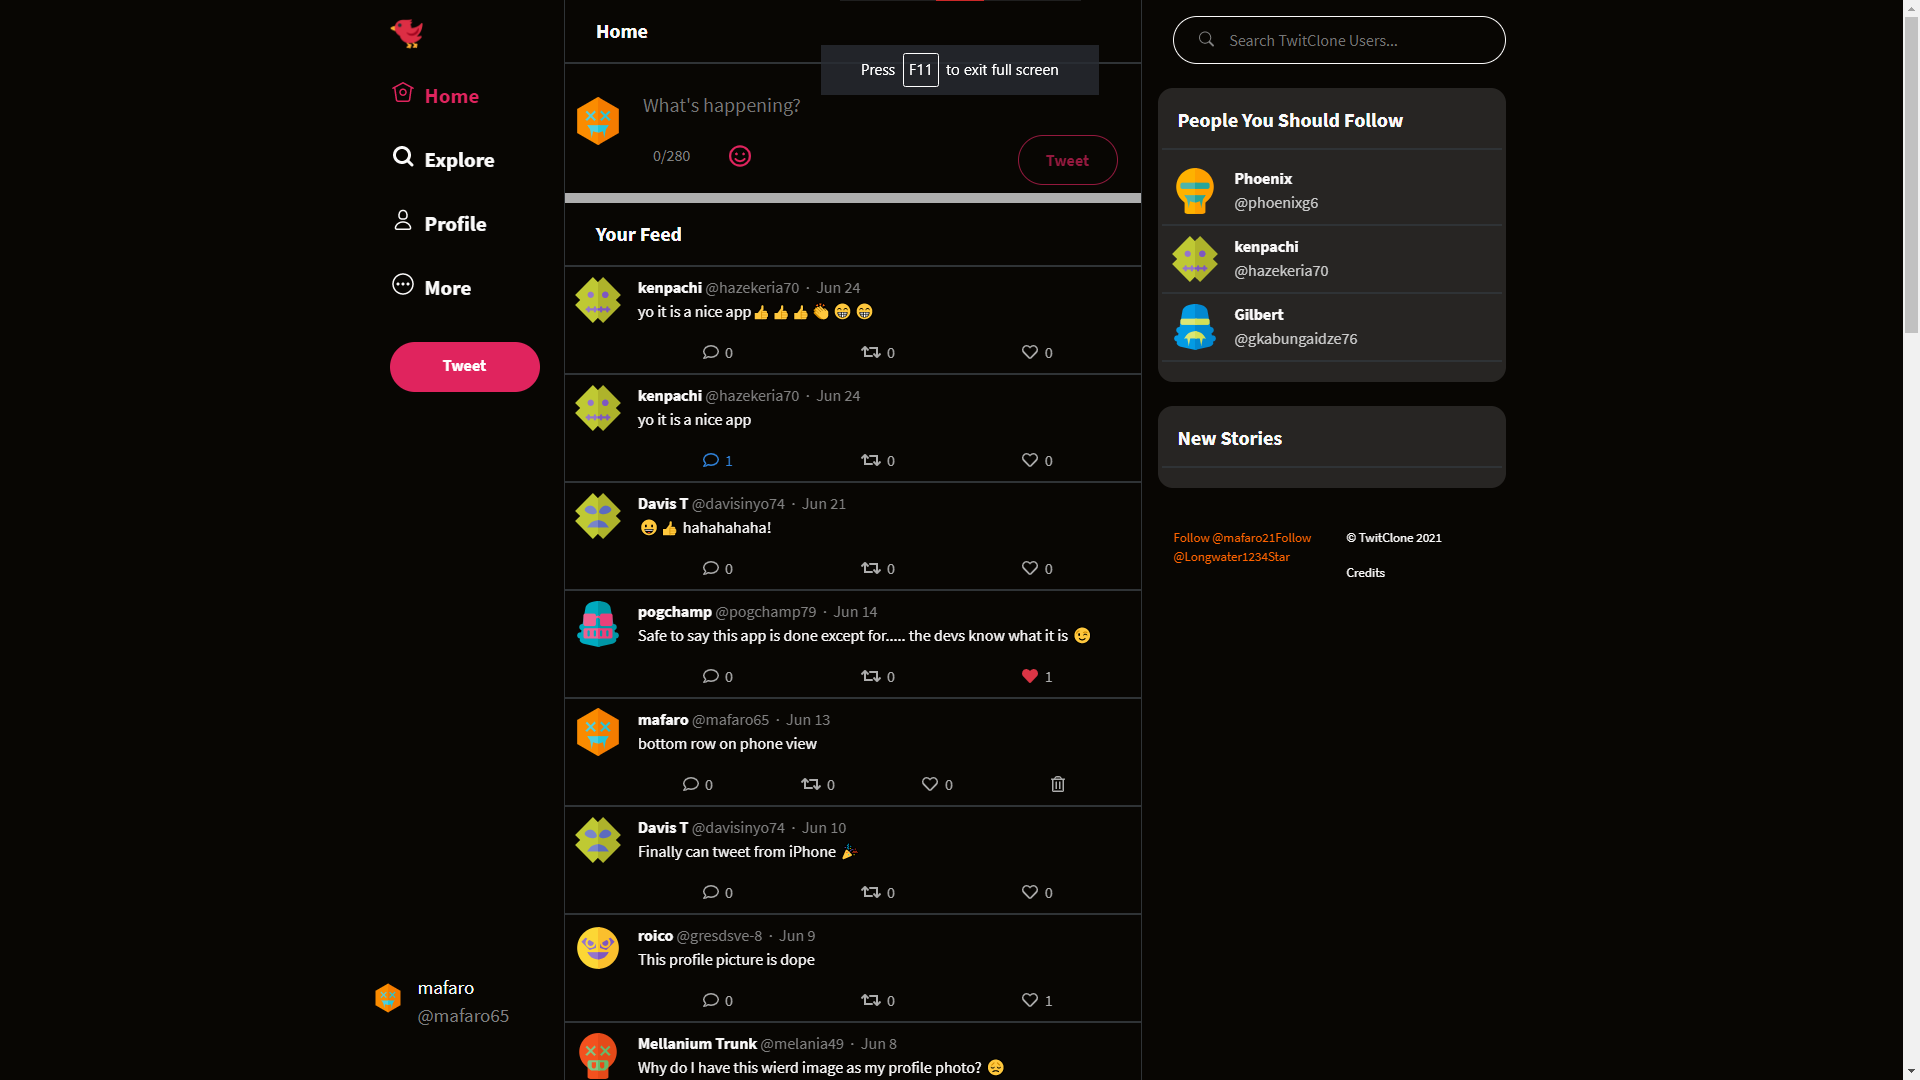 Home
Explore
Profile
More
Tweet
mafaro
@mafaro65
Home
Press F11 to exit full screen
What's happening?
0/280
Tweet
Your Feed
kenpachi @hazekeria70 · Jun 24
yo it is a nice app👍👍👍👏😁😁
0 0 0
kenpachi @hazekeria70 · Jun 24
yo it is a nice app
1 0 0
Davis T @davisinyo74 · Jun 21
😀👍 hahahahaha!
0 0 0
pogchamp @pogchamp79 · Jun 14
Safe to say this app is done except for..... the devs know what it is 😉
0 0 1
mafaro @mafaro65 · Jun 13
bottom row on phone view
0 0 0
Davis T @davisinyo74 · Jun 10
Finally can tweet from iPhone 🎉
0 0 0
roico @gresdsve-8 · Jun 9
This profile picture is dope
0 0 1
Mellanium Trunk @melania49 · Jun 8
Why do I have this wierd image as my profile photo? 😞
Search TwitClone Users...
People You Should Follow
Phoenix
@phoenixg6
kenpachi
@hazekeria70
Gilbert
@gkabungaidze76
New Stories
Follow @mafaro21Follow
@Longwater1234Star
© TwitClone 2021
Credits